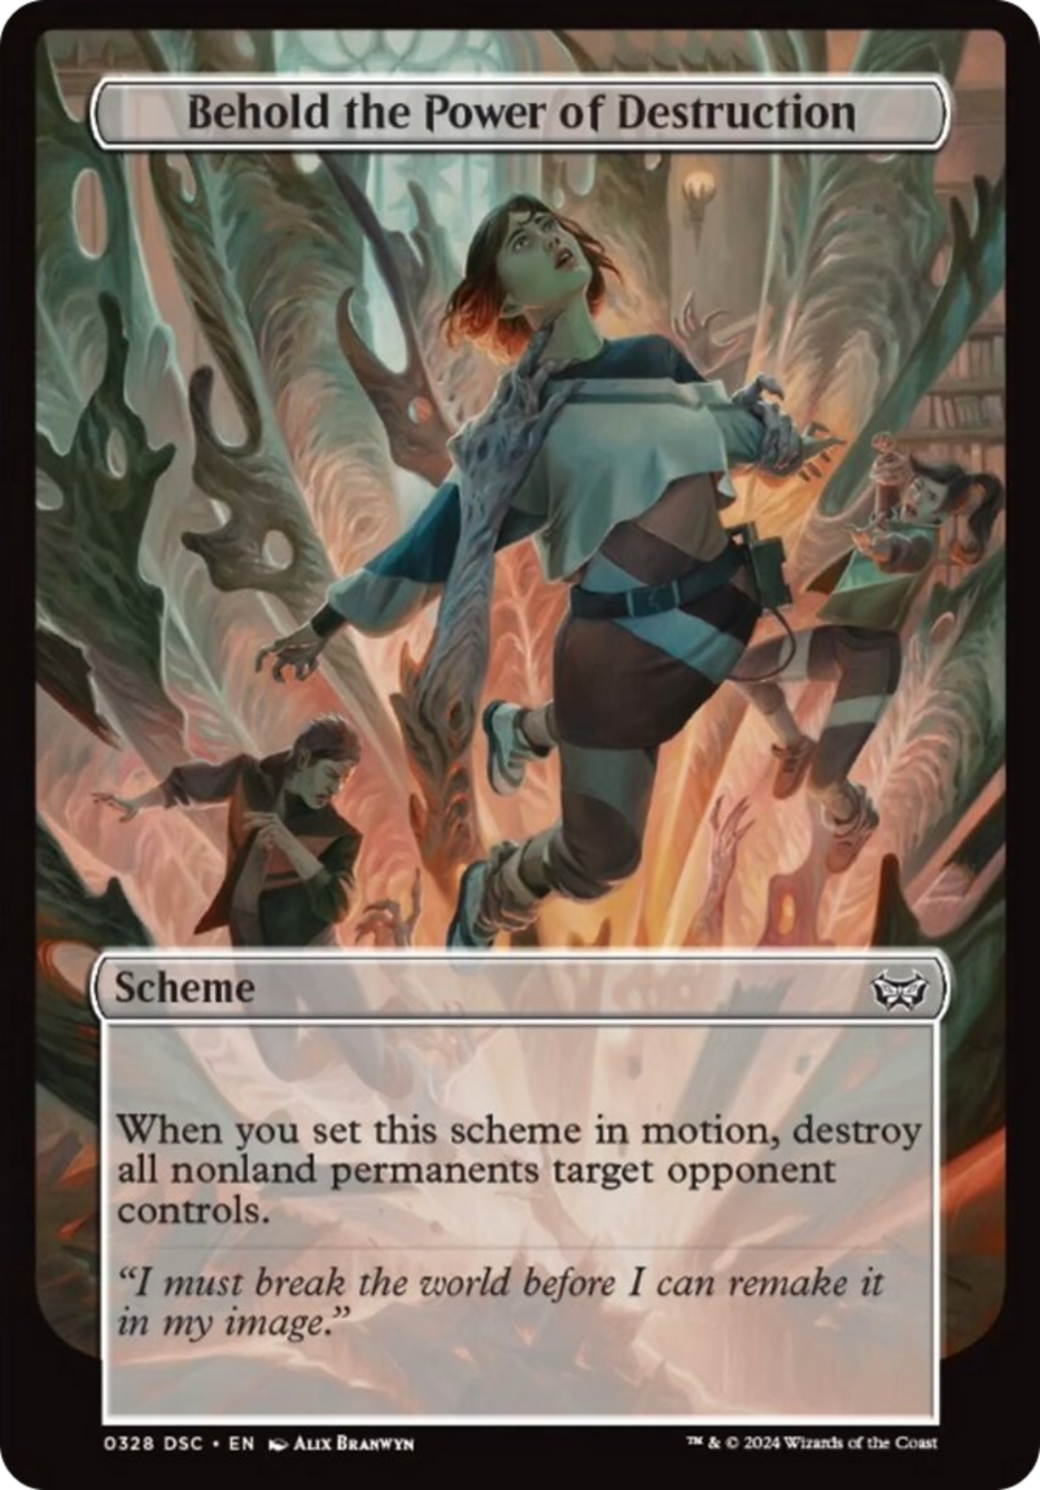 Behold the Power of Destruction
Scheme
When you set this scheme in motion, destroy
all nonland permanents target opponent
controls.
“I must break the world before I can remake it
in my image.”
0328 DSC • EN Alix Branwyn
™ & © 2024 Wizards of the Coast